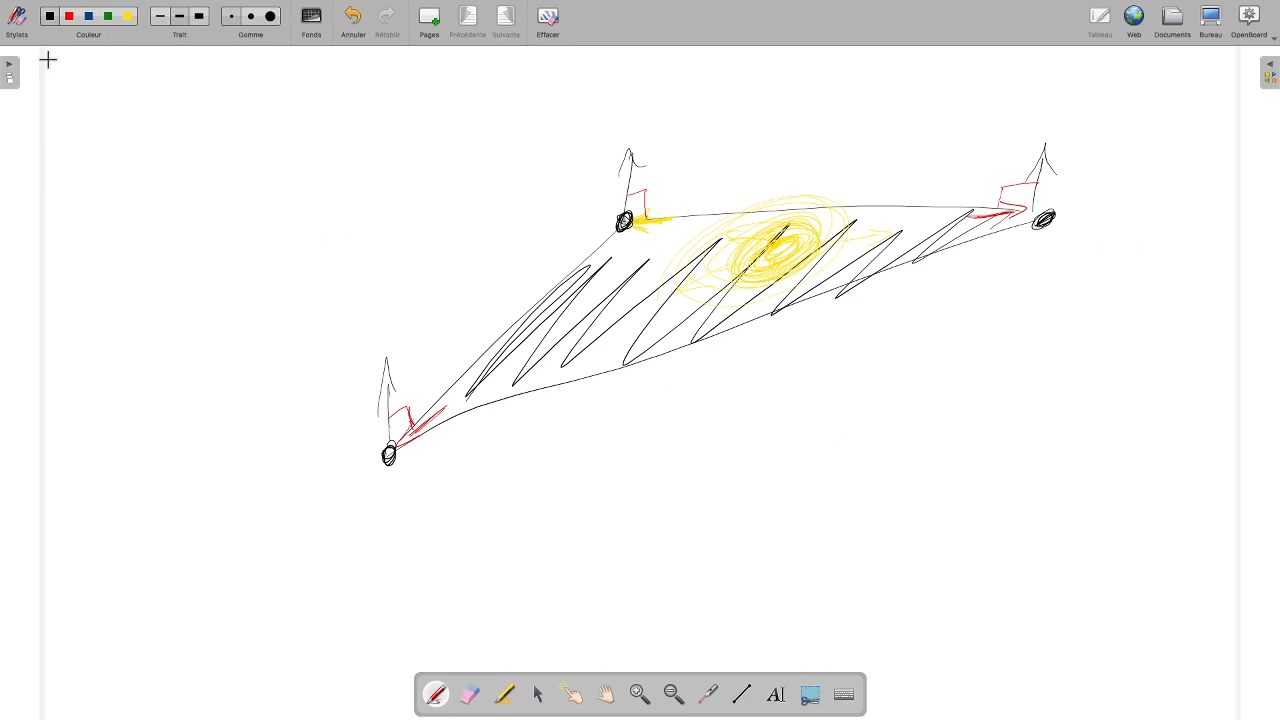 Stylets Couleur Trait Gomme Fonds Annuler Rétablir Pages Précédente Suivante Effacer Tableau Web Documents Bureau OpenBoard